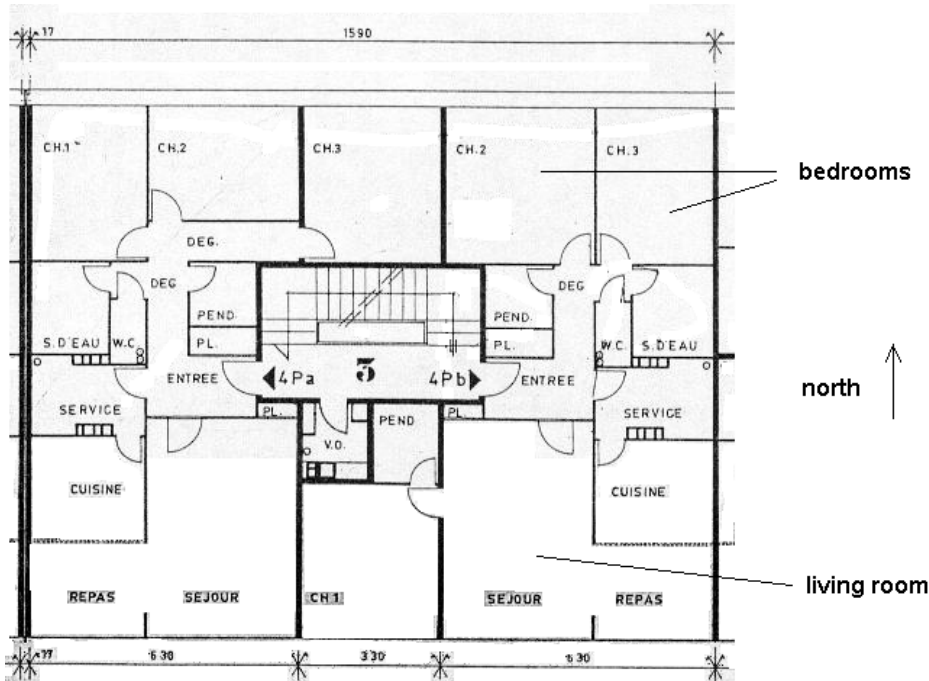 17 1590
CH.1 CH.2 CH.3 CH.2 CH.3
bedrooms
DEG.
DEG DEG
PEND. PEND.
S.D'EAU W.C. PL. PL. W.C. S.D'EAU
ENTREE 4Pa 3 4Pb ENTREE
north
SERVICE PL. V.O. PEND PL. SERVICE
CUISINE CUISINE
living room
REPAS SEJOUR CH1 SEJOUR REPAS
17 630 330 630